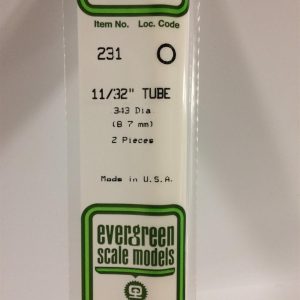 Item No. Loc. Code
231 O
11/32" TUBE
.343 Dia
(8.7 mm)
2 Pieces
Made in U.S.A.
evergreen
scale models